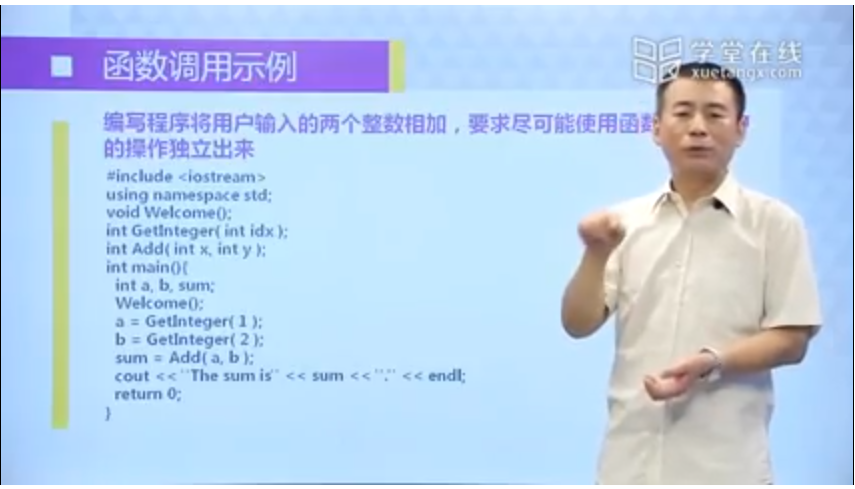 函数调用示例
学堂在线
xuetangx.com
编写程序将用户输入的两个整数相加，要求尽可能使用函数
的操作独立出来
#include <iostream>
using namespace std;
void Welcome();
int GetInteger( int idx );
int Add( int x, int y );
int main(){
int a, b, sum;
Welcome();
a = GetInteger( 1 );
b = GetInteger( 2 );
sum = Add( a, b );
cout << ``The sum is'' << sum << ``.'' << endl;
return 0;
}